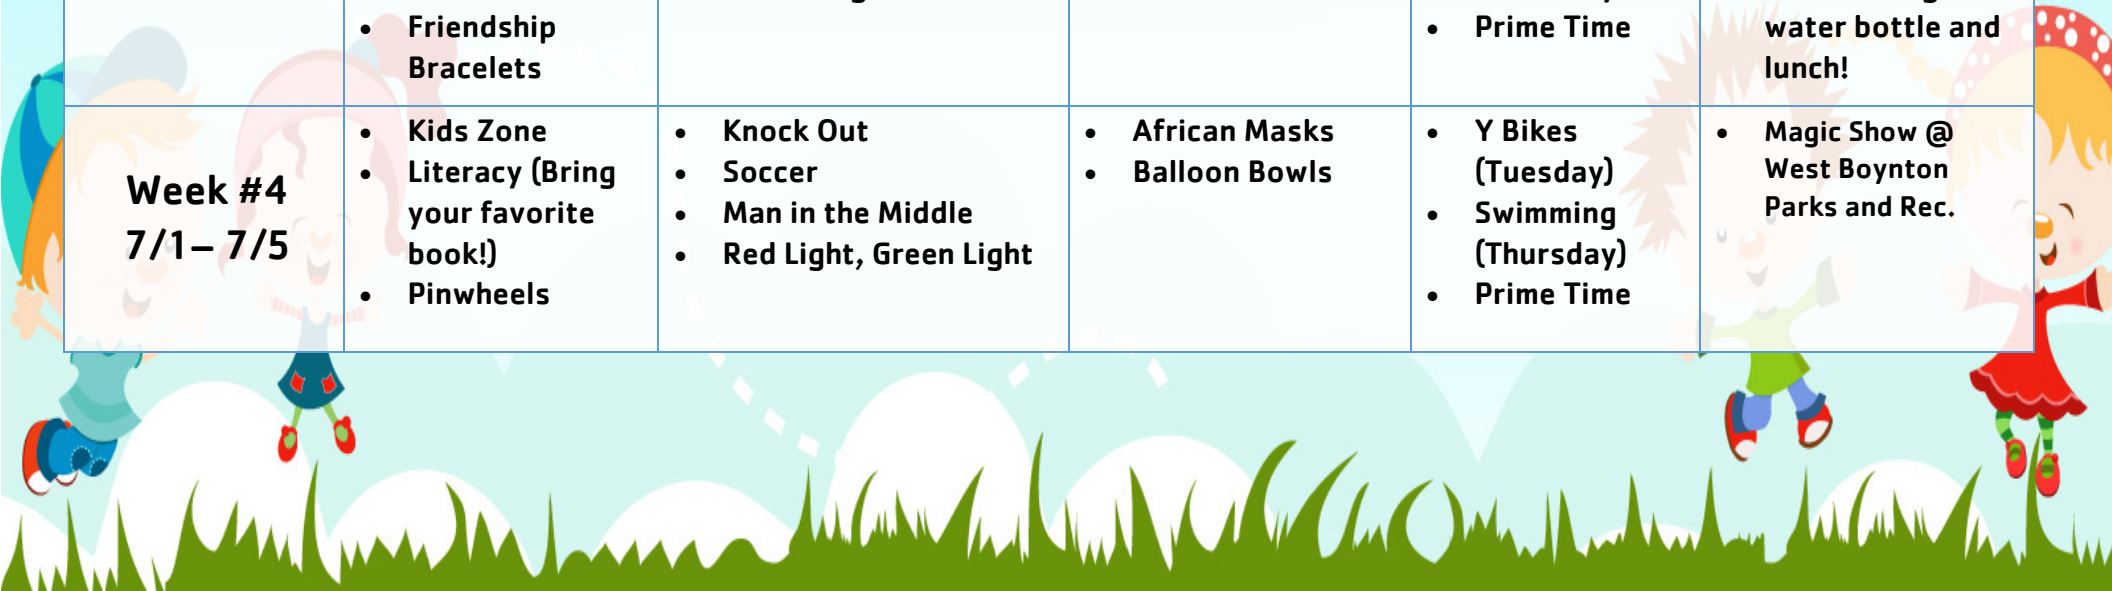 Friendship
Bracelets
Prime Time
water bottle and
lunch!
Week #4
7/1– 7/5
• Kids Zone
• Literacy (Bring
your favorite
book!)
• Pinwheels
• Knock Out
• Soccer
• Man in the Middle
• Red Light, Green Light
• African Masks
• Balloon Bowls
• Y Bikes
(Tuesday)
• Swimming
(Thursday)
• Prime Time
• Magic Show @
West Boynton
Parks and Rec.